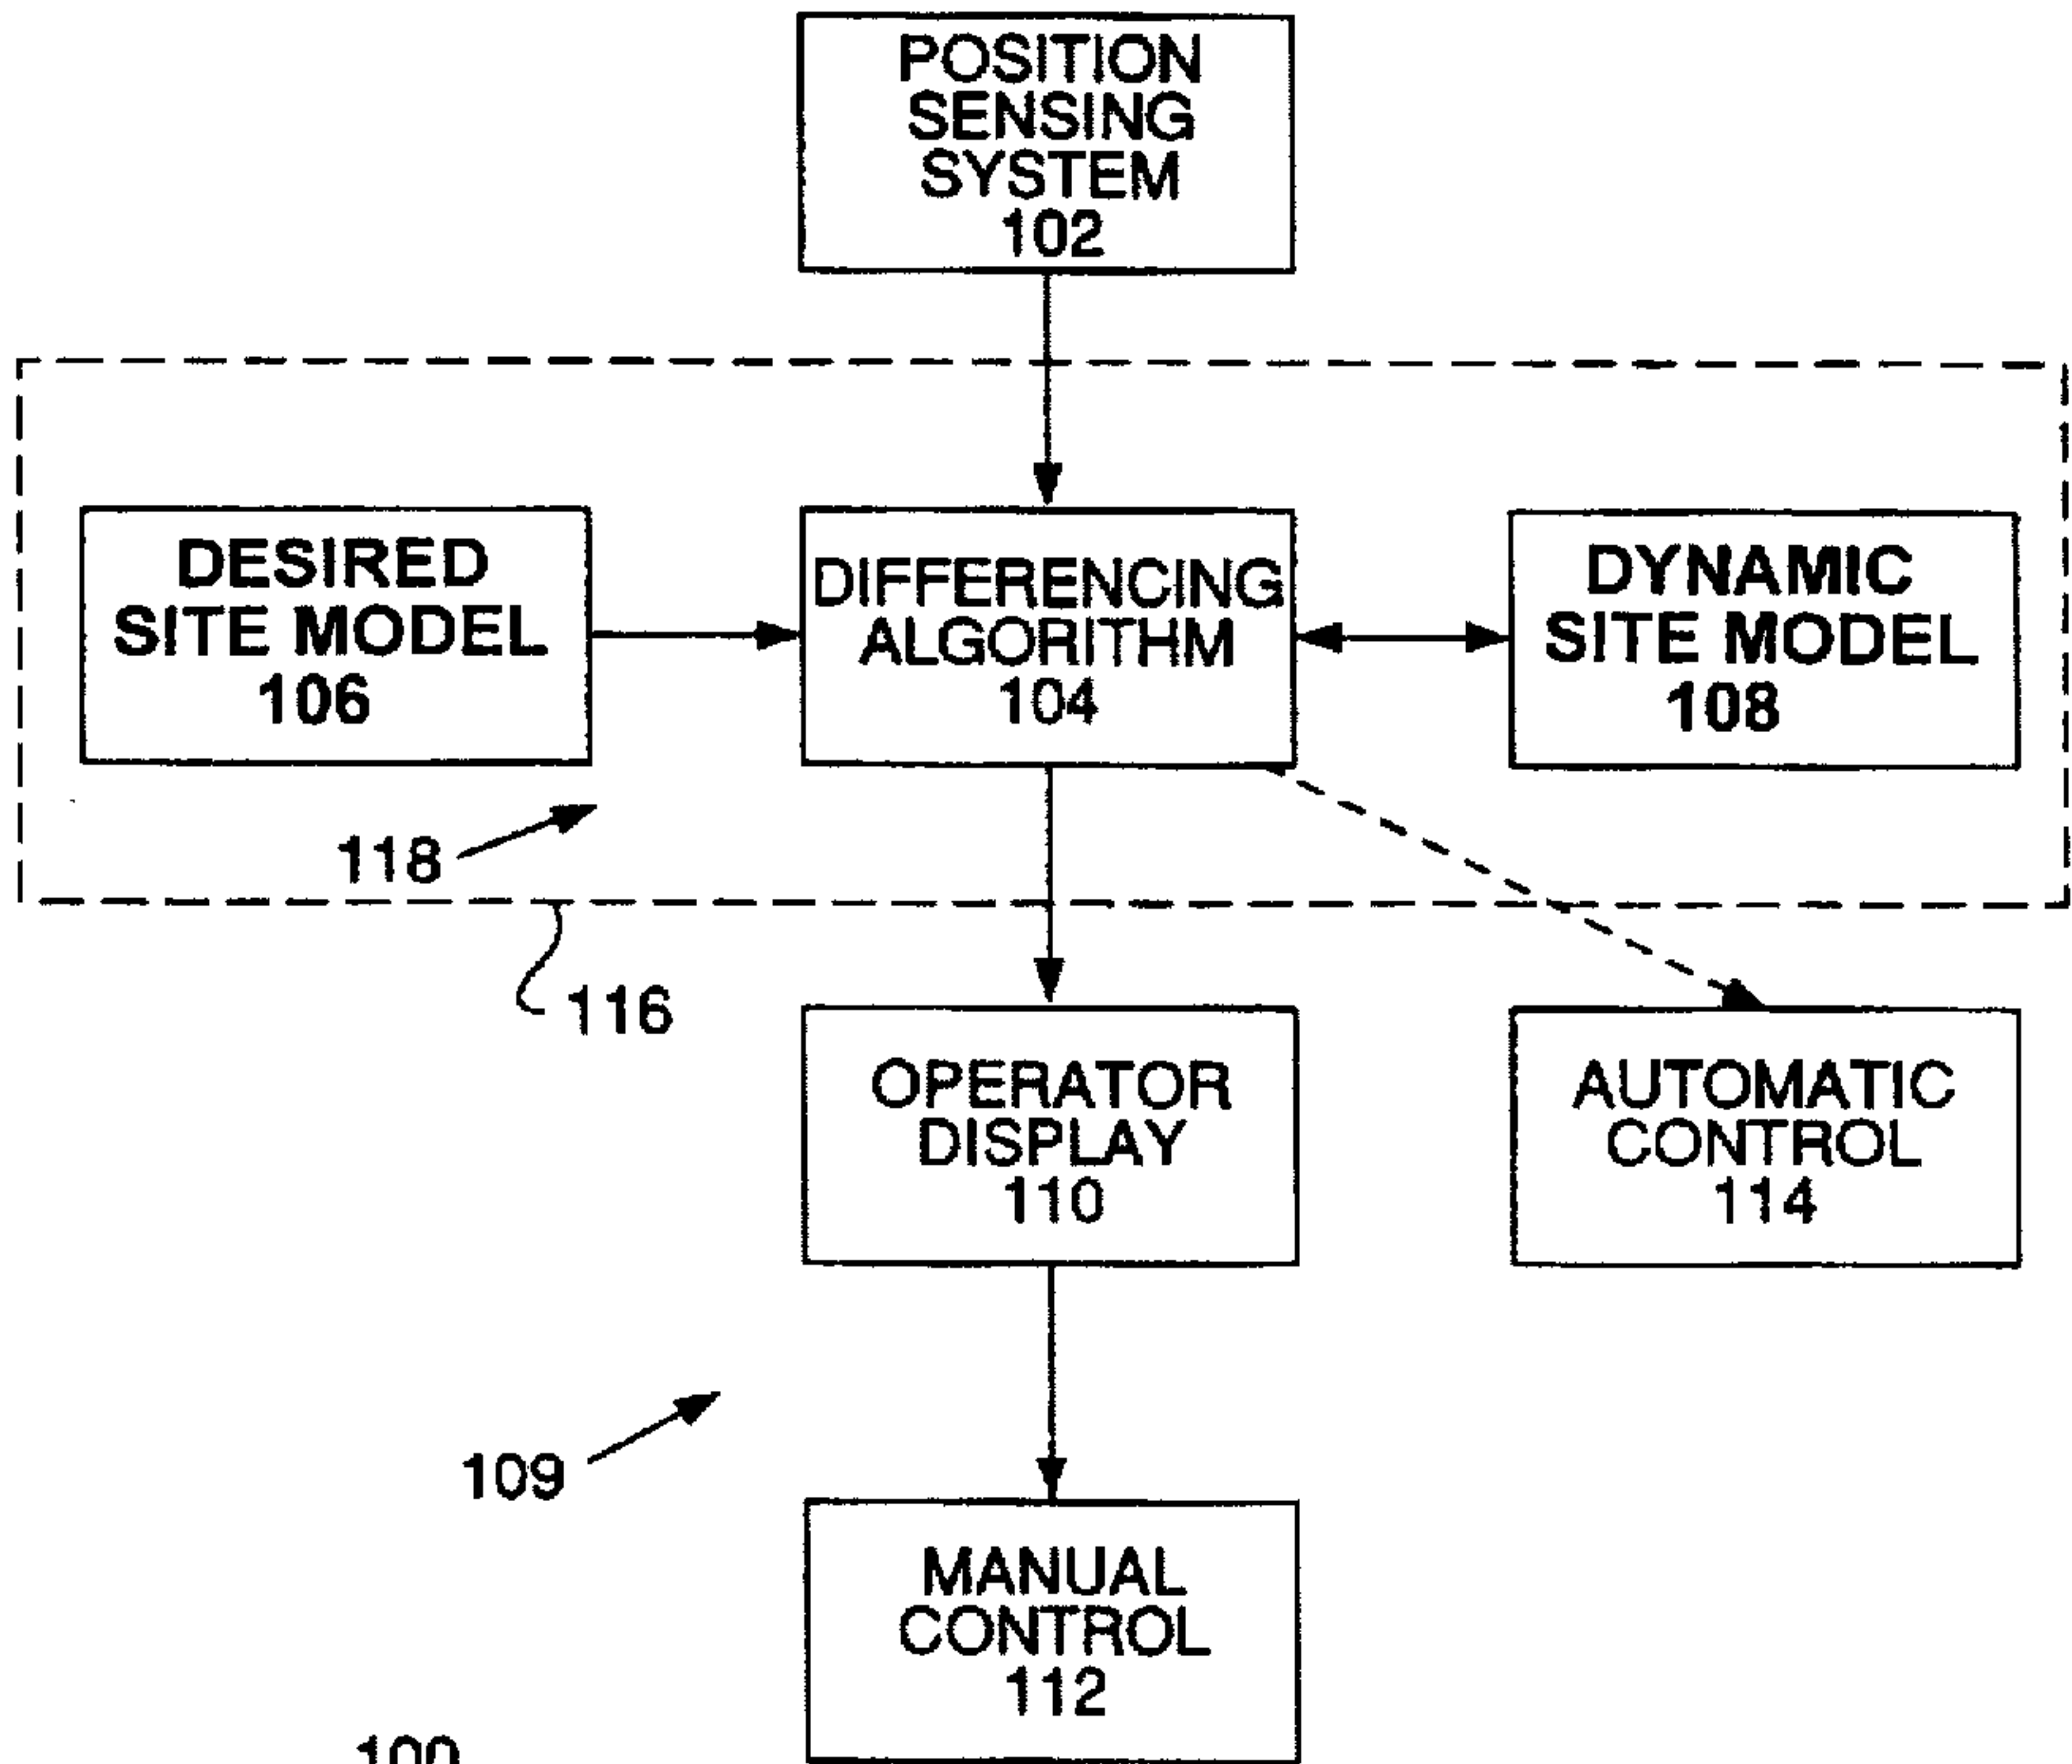 POSITION
SENSING
SYSTEM
102
DESIRED
SITE MODEL
106
DIFFERENCING
ALGORITHM
104
DYNAMIC
SITE MODEL
108
118
116
OPERATOR
DISPLAY
110
AUTOMATIC
CONTROL
114
109
MANUAL
CONTROL
112
100